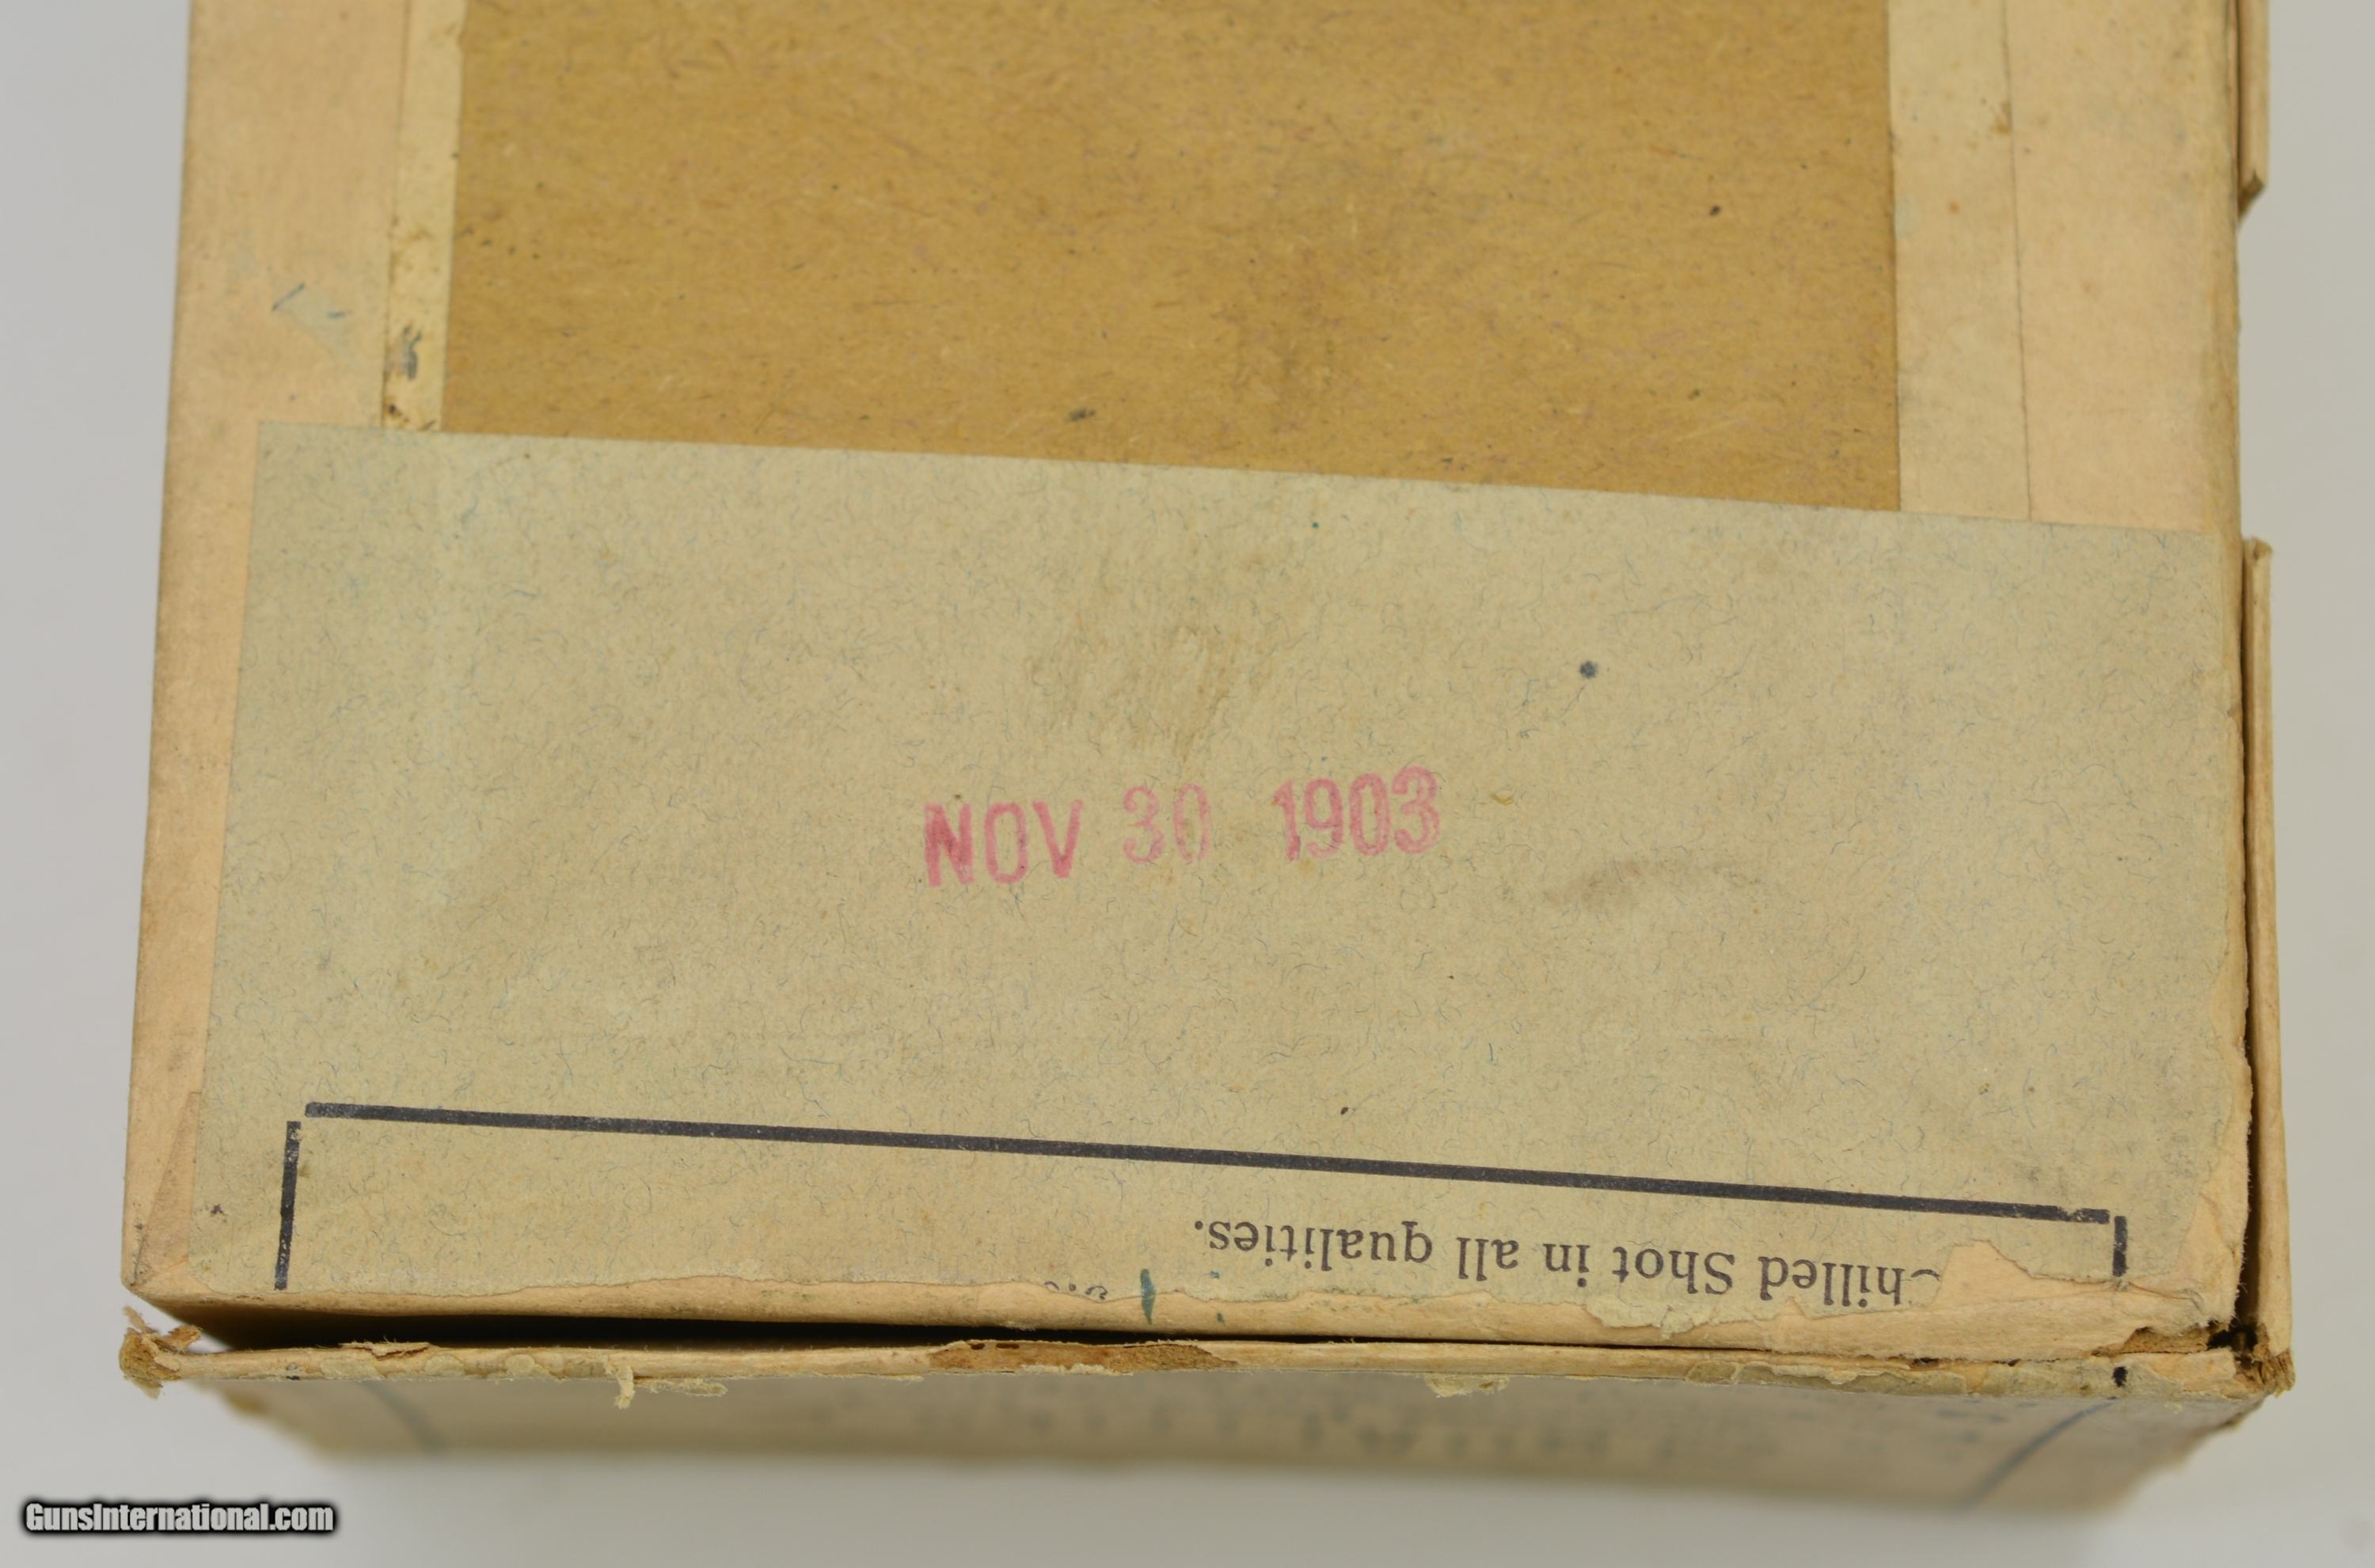 NOV 30 1903
hilled Shot in all qualities.
GunsInternational.com